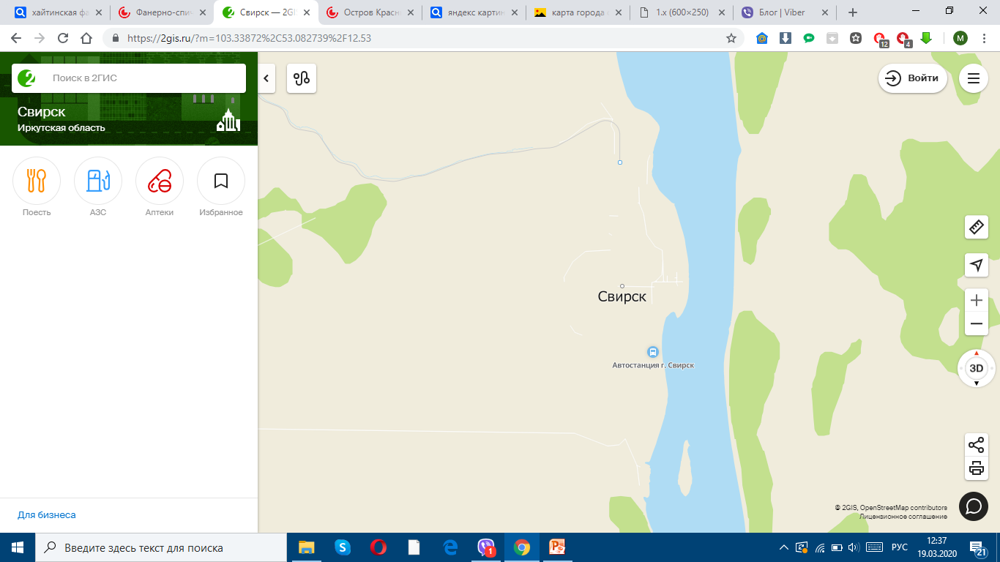 хайтинская фа
Фанерно-спич
Свирск — 2GI
Остров Красн
яндекс картин
карта города с
1.x (600×250)
Блог | Viber
https://2gis.ru/?m=103.33872%2C53.082739%2F12.53
12
4
M
2
Поиск в 2ГИС
Войти
Свирск
Иркутская область
Поесть
АЗС
Аптеки
Избранное
Свирск
Автостанция г. Свирск
3D
© 2GIS, OpenStreetMap contributors
Лицензионное соглашение
Для бизнеса
Введите здесь текст для поиска
1
РУС
12:37
19.03.2020
21